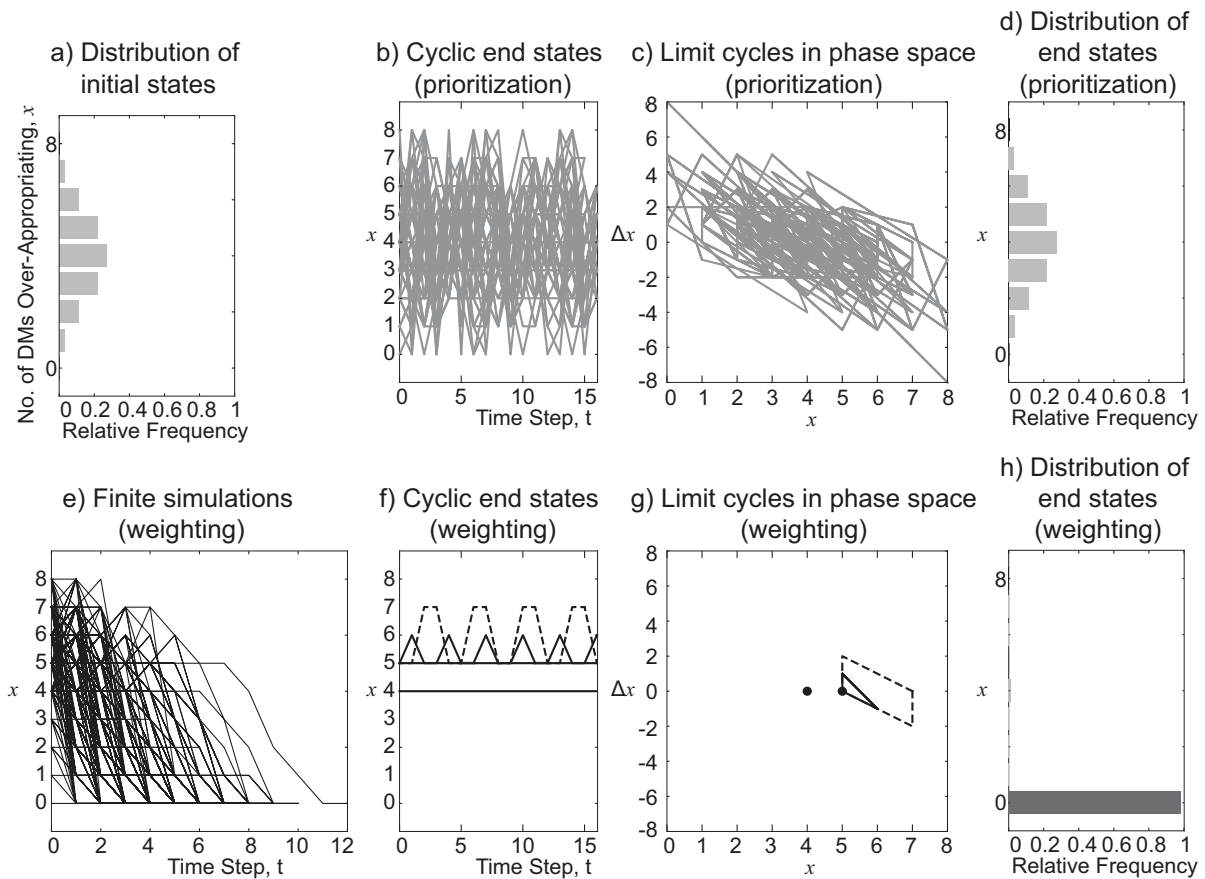 a) Distribution of
initial states
No. of DMs Over-Appropriating, x
8
0
0 0.2 0.4 0.6 0.8 1
Relative Frequency
b) Cyclic end states
(prioritization)
x
8
7
6
5
4
3
2
1
0
0 5 10 15
Time Step, t
c) Limit cycles in phase space
(prioritization)
Δx
8
6
4
2
0
-2
-4
-6
-8
0 1 2 3 4 5 6 7 8
x
d) Distribution of
end states
(prioritization)
x
8
0
0 0.2 0.4 0.6 0.8 1
Relative Frequency
e) Finite simulations
(weighting)
x
8
7
6
5
4
3
2
1
0
0 2 4 6 8 10 12
Time Step, t
f) Cyclic end states
(weighting)
x
8
7
6
5
4
3
2
1
0
0 5 10 15
Time Step, t
g) Limit cycles in phase space
(weighting)
Δx
8
6
4
2
0
-2
-4
-6
-8
0 1 2 3 4 5 6 7 8
x
h) Distribution of
end states
(weighting)
x
8
0
0 0.2 0.4 0.6 0.8 1
Relative Frequency